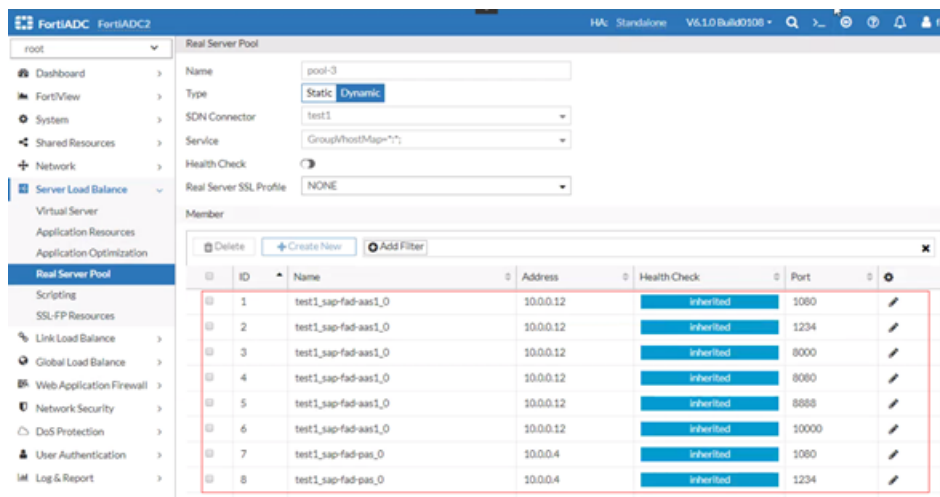 FortiADC FortiADC2
HA: Standalone V6.1.0 Build0108
root
Dashboard
FortiView
System
Shared Resources
Network
Server Load Balance
Virtual Server
Application Resources
Application Optimization
Real Server Pool
Scripting
SSL-FP Resources
Link Load Balance
Global Load Balance
Web Application Firewall
Network Security
DoS Protection
User Authentication
Log & Report
Real Server Pool
Name pool-3
Type Static Dynamic
SDN Connector test1
Service GroupVhostMap=*;*;
Health Check
Real Server SSL Profile NONE
Member
Delete +Create New Add Filter
ID Name Address Health Check Port
1 test1_sap-fad-aas1_0 10.0.0.12 inherited 1080
2 test1_sap-fad-aas1_0 10.0.0.12 inherited 1234
3 test1_sap-fad-aas1_0 10.0.0.12 inherited 8000
4 test1_sap-fad-aas1_0 10.0.0.12 inherited 8080
5 test1_sap-fad-aas1_0 10.0.0.12 inherited 8888
6 test1_sap-fad-aas1_0 10.0.0.12 inherited 10000
7 test1_sap-fad-pas_0 10.0.0.4 inherited 1080
8 test1_sap-fad-pas_0 10.0.0.4 inherited 1234